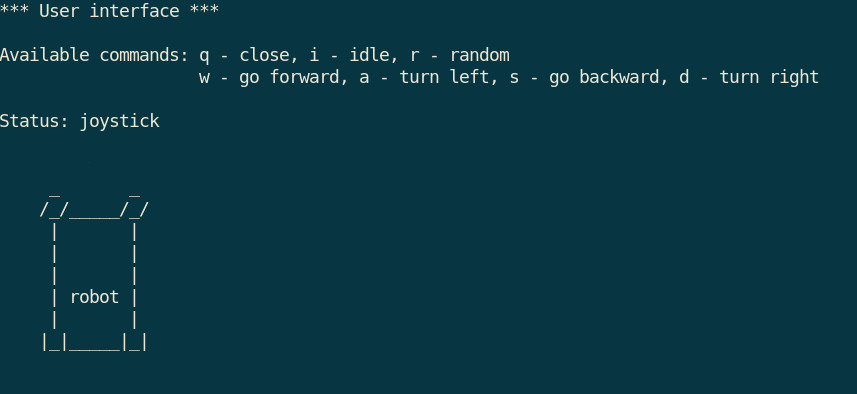 *** User interface ***
Available commands: q - close, i - idle, r - random
w - go forward, a - turn left, s - go backward, d - turn right
Status: joystick
robot